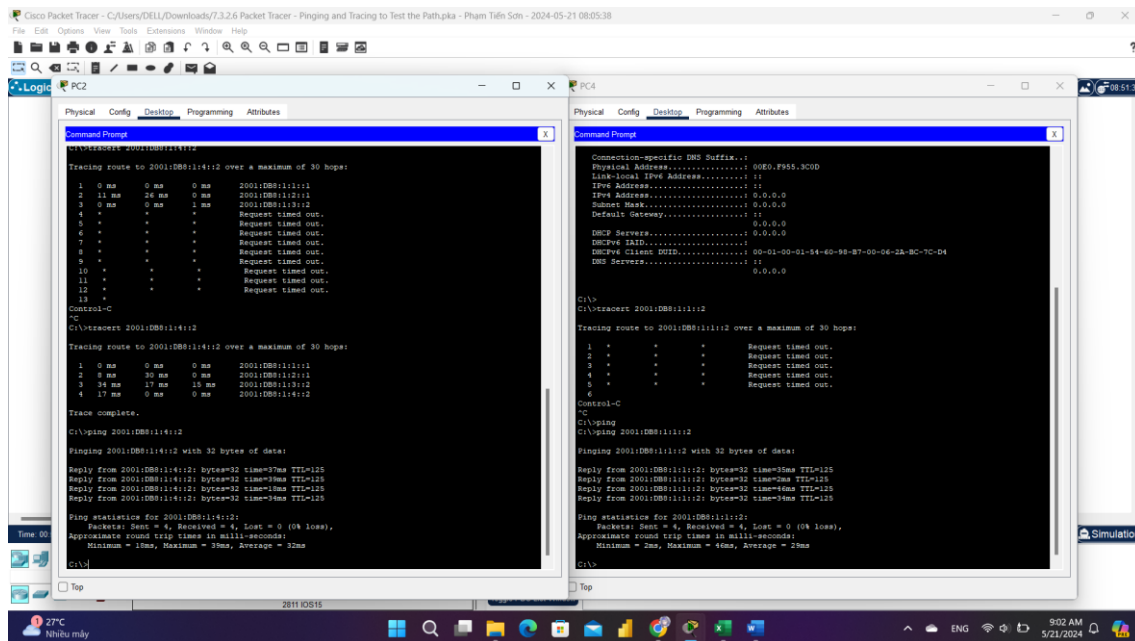 Cisco Packet Tracer - C:/Users/DELL/Downloads/7.3.2.6 Packet Tracer - Pinging and Tracing to Test the Path.pka - Phạm Tiến Sơn - 2024-05-21 08:05:38
File Edit Options View Tools Extensions Window Help
Logic
08:51:3
PC2
Physical Config Desktop Programming Attributes
Command Prompt X
C:\>tracert 2001:DB8:1:4::2
Tracing route to 2001:DB8:1:4::2 over a maximum of 30 hops:
1 0 ms 0 ms 0 ms 2001:DB8:1:1::1
2 11 ms 26 ms 0 ms 2001:DB8:1:2::1
3 0 ms 0 ms 1 ms 2001:DB8:1:3::2
4 * * * Request timed out.
5 * * * Request timed out.
6 * * * Request timed out.
7 * * * Request timed out.
8 * * * Request timed out.
9 * * * Request timed out.
10 * * * Request timed out.
11 * * * Request timed out.
12 * * * Request timed out.
13 *
Control-C
^C
C:\>tracert 2001:DB8:1:4::2
Tracing route to 2001:DB8:1:4::2 over a maximum of 30 hops:
1 0 ms 0 ms 0 ms 2001:DB8:1:1::1
2 8 ms 30 ms 0 ms 2001:DB8:1:2::1
3 34 ms 17 ms 15 ms 2001:DB8:1:3::2
4 17 ms 0 ms 0 ms 2001:DB8:1:4::2
Trace complete.
C:\>ping 2001:DB8:1:4::2
Pinging 2001:DB8:1:4::2 with 32 bytes of data:
Reply from 2001:DB8:1:4::2: bytes=32 time=37ms TTL=125
Reply from 2001:DB8:1:4::2: bytes=32 time=39ms TTL=125
Reply from 2001:DB8:1:4::2: bytes=32 time=18ms TTL=125
Reply from 2001:DB8:1:4::2: bytes=32 time=34ms TTL=125
Ping statistics for 2001:DB8:1:4::2:
Packets: Sent = 4, Received = 4, Lost = 0 (0% loss),
Approximate round trip times in milli-seconds:
Minimum = 18ms, Maximum = 39ms, Average = 32ms
C:\>
Top
PC4
Physical Config Desktop Programming Attributes
Command Prompt X
Connection-specific DNS Suffix..:
Physical Address................: 00E0.F955.3C0D
Link-local IPv6 Address.........: ::
IPv6 Address....................: ::
IPv4 Address....................: 0.0.0.0
Subnet Mask.....................: 0.0.0.0
Default Gateway.................: ::
0.0.0.0
DHCP Servers....................: 0.0.0.0
DHCPv6 IAID.....................:
DHCPv6 Client DUID..............: 00-01-00-01-54-60-98-B7-00-06-2A-BC-7C-D4
DNS Servers.....................: ::
0.0.0.0
C:\>
C:\>tracert 2001:DB8:1:1::2
Tracing route to 2001:DB8:1:1::2 over a maximum of 30 hops:
1 * * * Request timed out.
2 * * * Request timed out.
3 * * * Request timed out.
4 * * * Request timed out.
5 * * * Request timed out.
6
Control-C
^C
C:\>ping
C:\>ping 2001:DB8:1:1::2
Pinging 2001:DB8:1:1::2 with 32 bytes of data:
Reply from 2001:DB8:1:1::2: bytes=32 time=35ms TTL=125
Reply from 2001:DB8:1:1::2: bytes=32 time=2ms TTL=125
Reply from 2001:DB8:1:1::2: bytes=32 time=46ms TTL=125
Reply from 2001:DB8:1:1::2: bytes=32 time=34ms TTL=125
Ping statistics for 2001:DB8:1:1::2:
Packets: Sent = 4, Received = 4, Lost = 0 (0% loss),
Approximate round trip times in milli-seconds:
Minimum = 2ms, Maximum = 46ms, Average = 29ms
C:\>
Top
Time: 00:
Simulatio
2811 IOS15
27°C
Nhiều mây
ENG
9:02 AM
5/21/2024